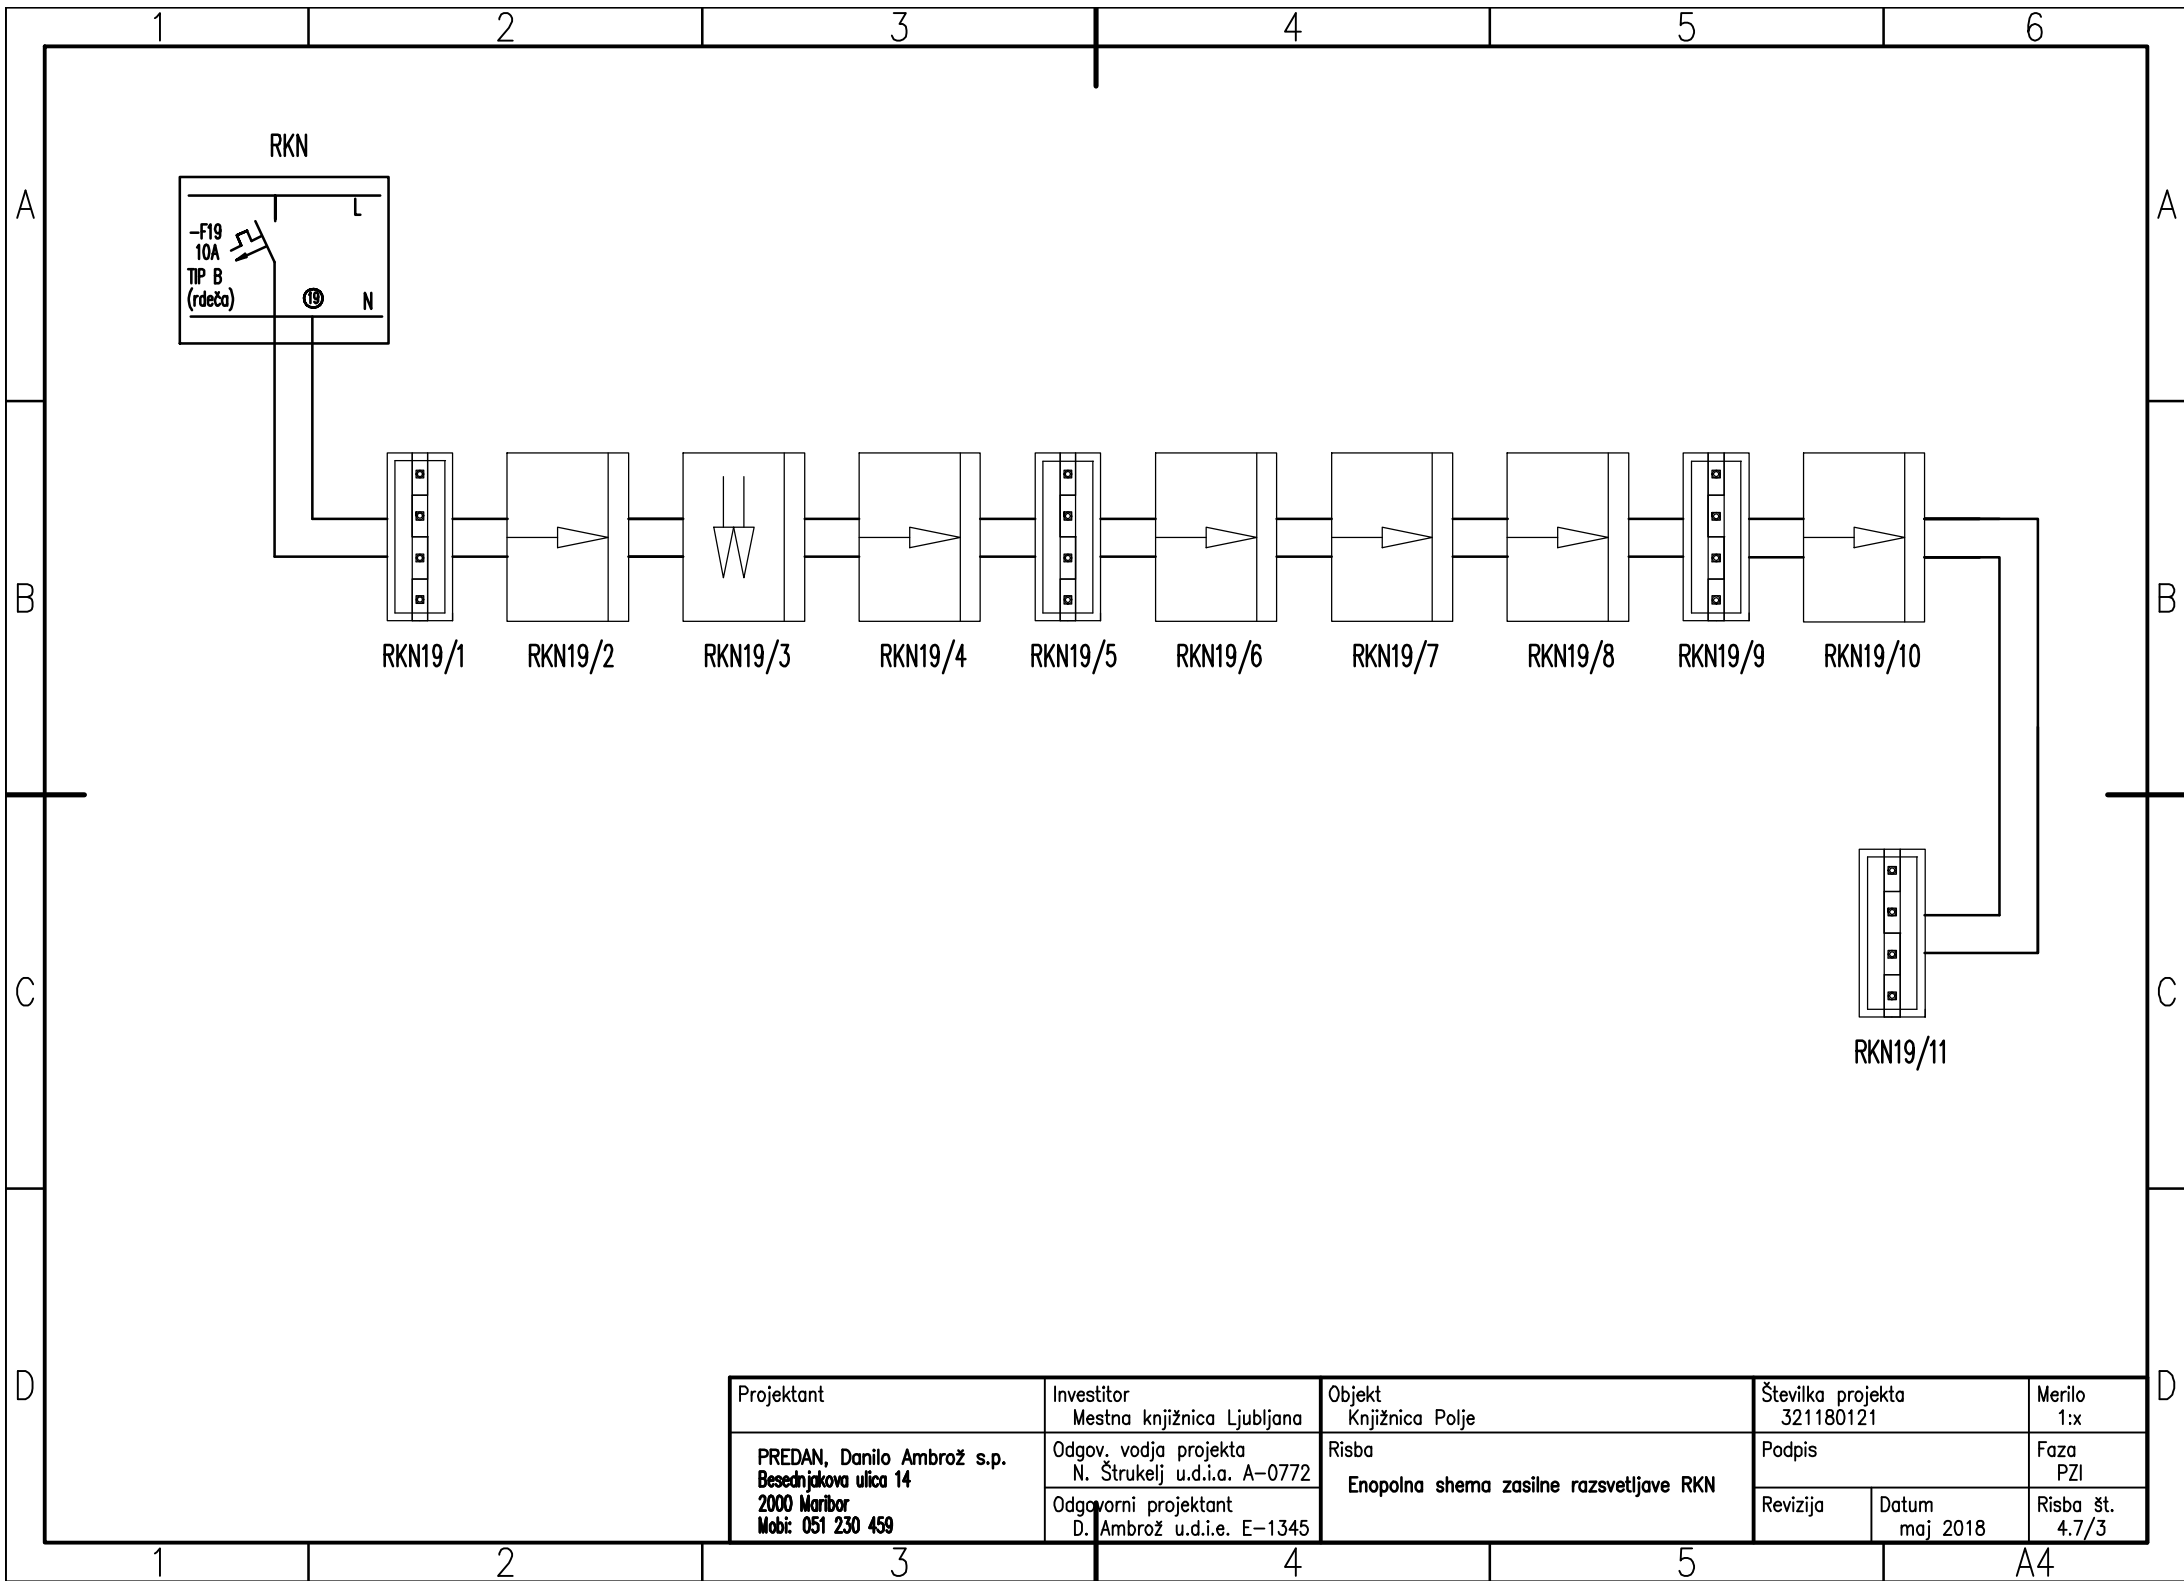 1 2 3 4 5 6
A A
RKN
L
-F19
10A
TIP B
(rdeča)
19 N
B B
RKN19/1 RKN19/2 RKN19/3 RKN19/4 RKN19/5 RKN19/6 RKN19/7 RKN19/8 RKN19/9 RKN19/10
C C
RKN19/11
D D
Projektant
PREDAN, Danilo Ambrož s.p.
Besednjakova ulica 14
2000 Maribor
Mobi: 051 230 459
Investitor
Mestna knjižnica Ljubljana
Odgov. vodja projekta
N. Štrukelj u.d.i.a. A-0772
Odgovorni projektant
D. Ambrož u.d.i.e. E-1345
Objekt
Knjižnica Polje
Risba
Enopolna shema zasilne razsvetljave RKN
Številka projekta
321180121
Merilo
1:x
Podpis
Faza
PZI
Revizija
Datum
maj 2018
Risba št.
4.7/3
1 2 3 4 5 A4